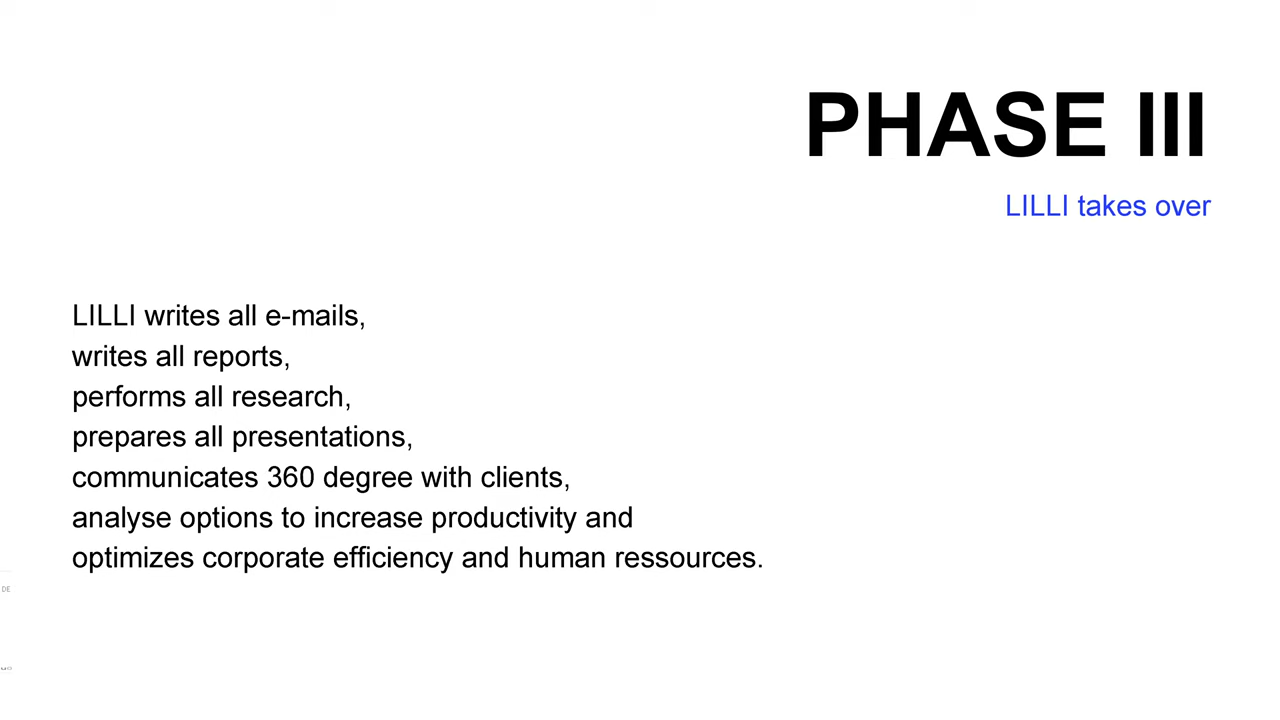 PHASE III
LILLI takes over
LILLI writes all e-mails,
writes all reports,
performs all research,
prepares all presentations,
communicates 360 degree with clients,
analyse options to increase productivity and
optimizes corporate efficiency and human ressources.
DE